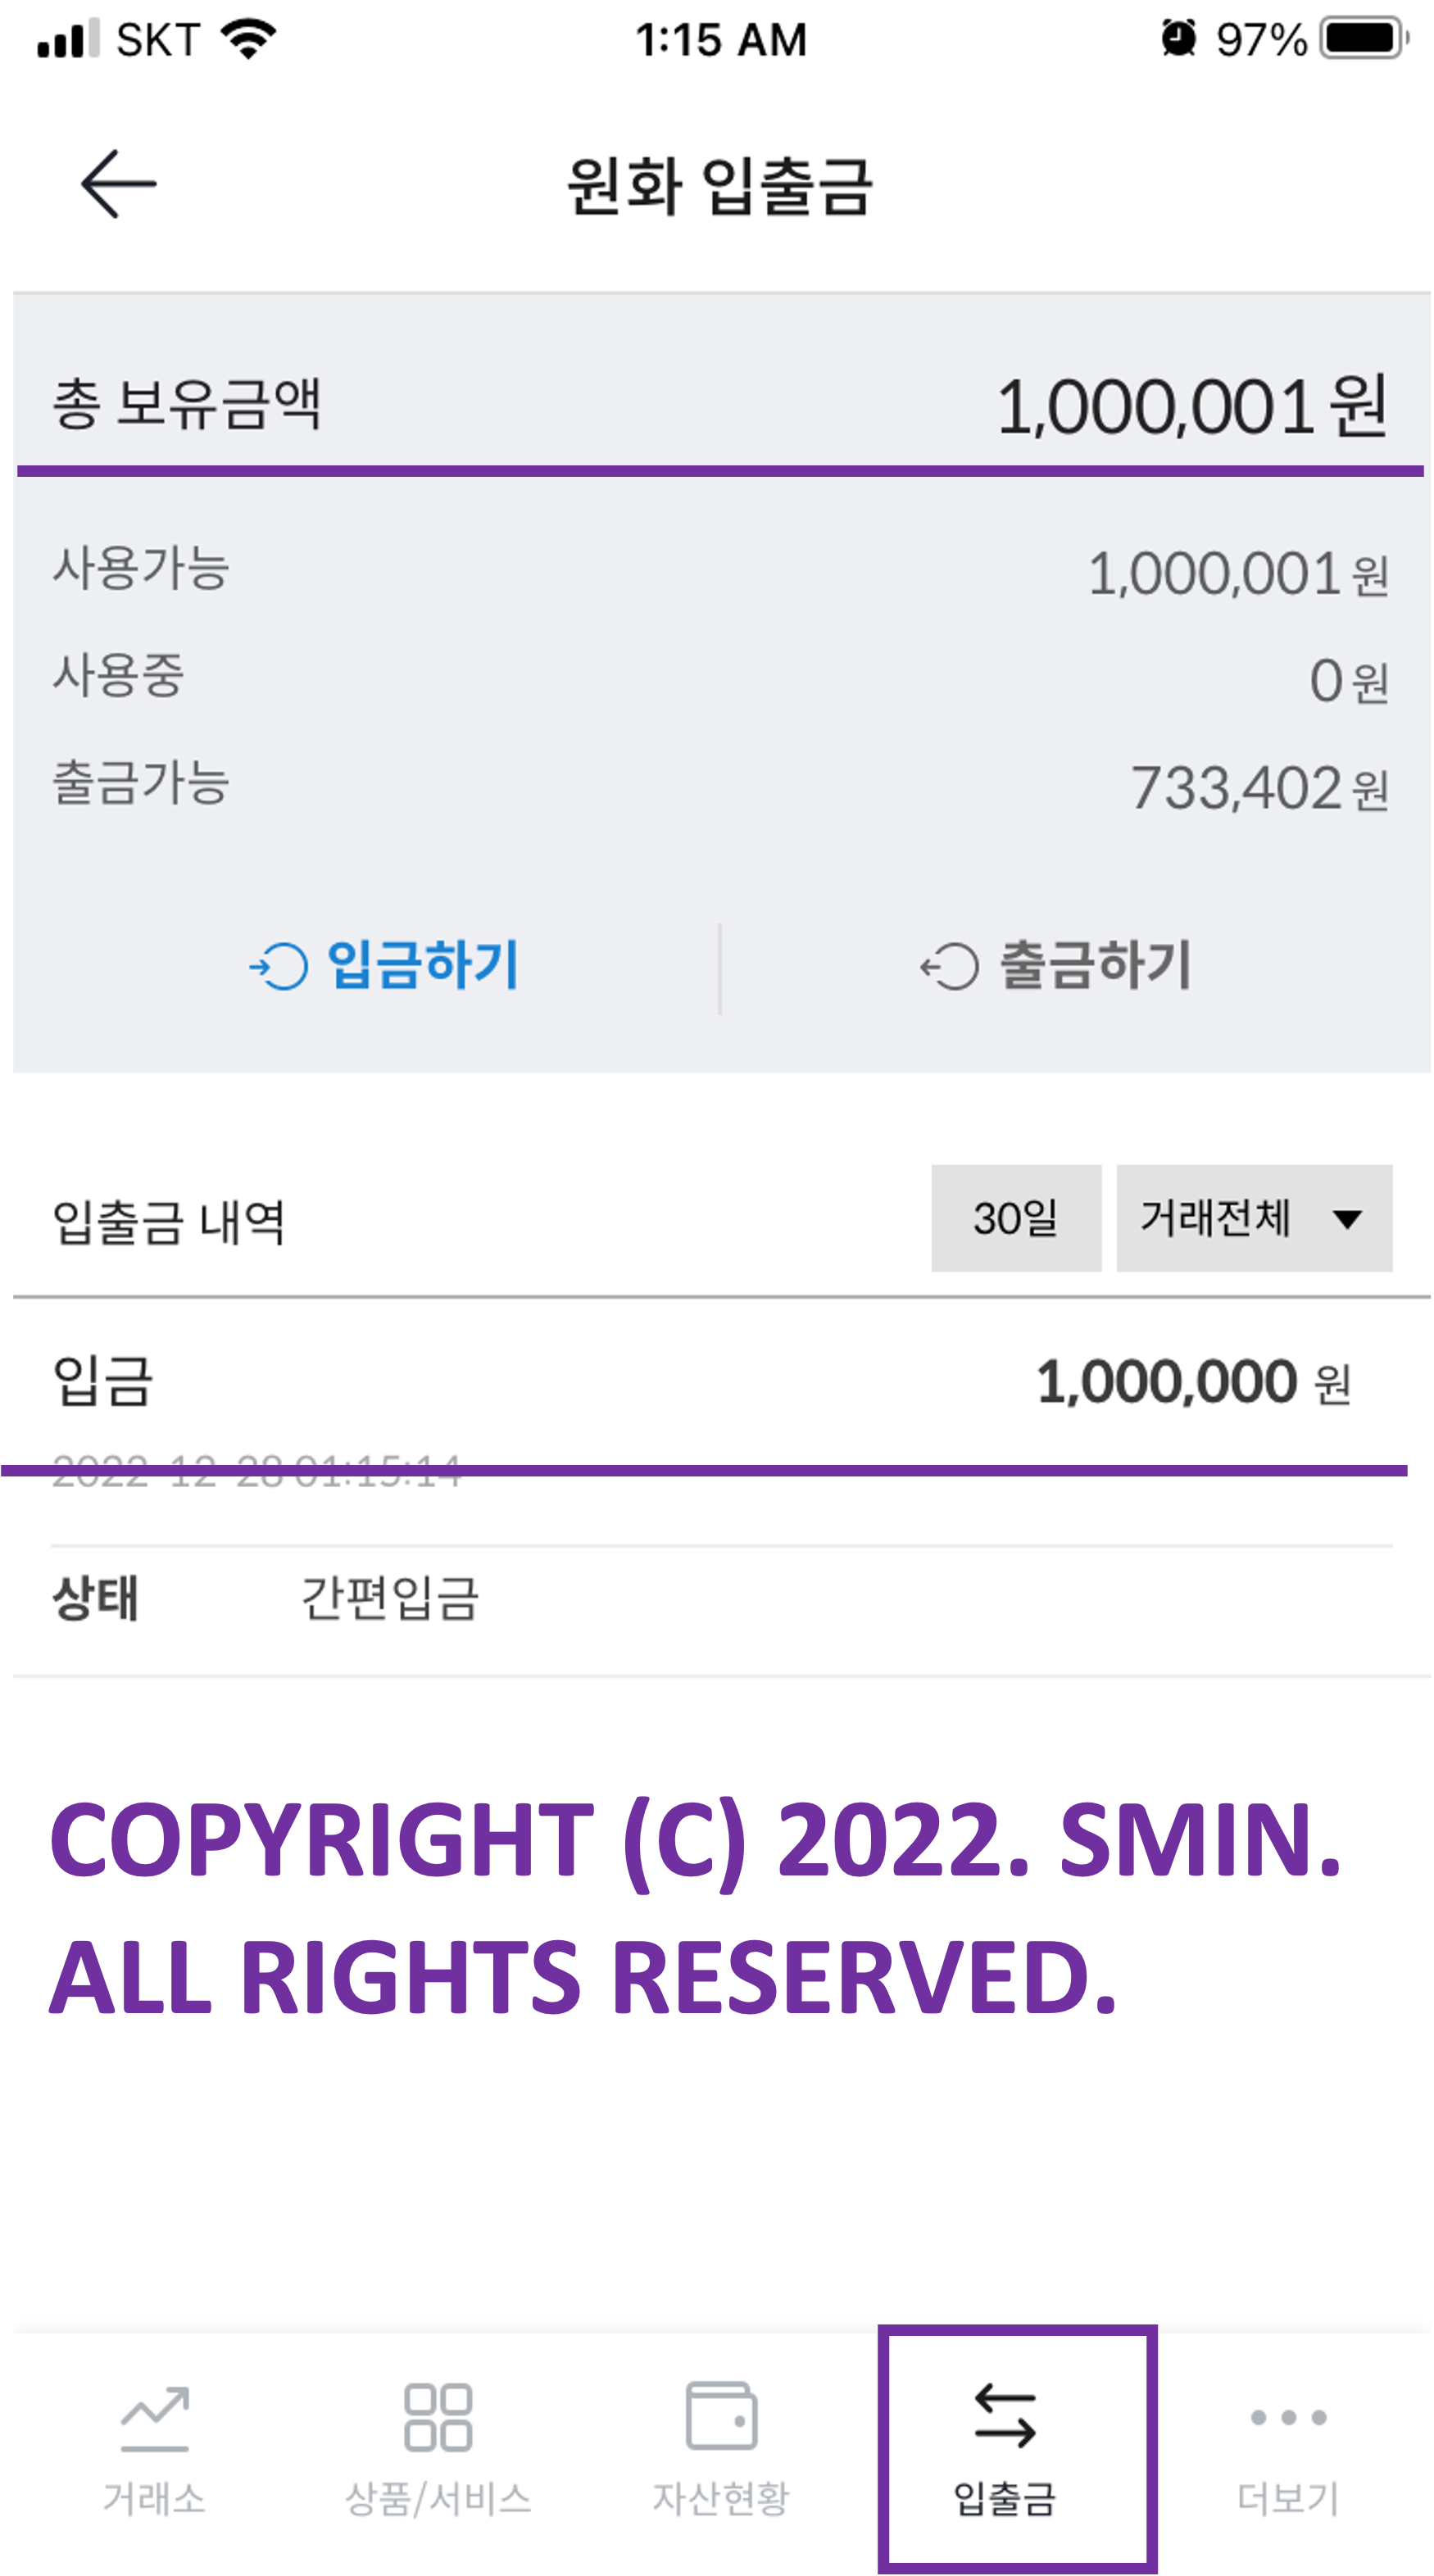 SKT 1:15 AM 97%
원화 입출금
총 보유금액 1,000,001 원
사용가능 1,000,001 원
사용중 0 원
출금가능 733,402 원
입금하기 출금하기
입출금 내역 30일 거래전체
입금 1,000,000 원
2022-12-28 01:15:14
상태 간편입금
COPYRIGHT (C) 2022. SMIN.
ALL RIGHTS RESERVED.
거래소 상품/서비스 자산현황 입출금 더보기